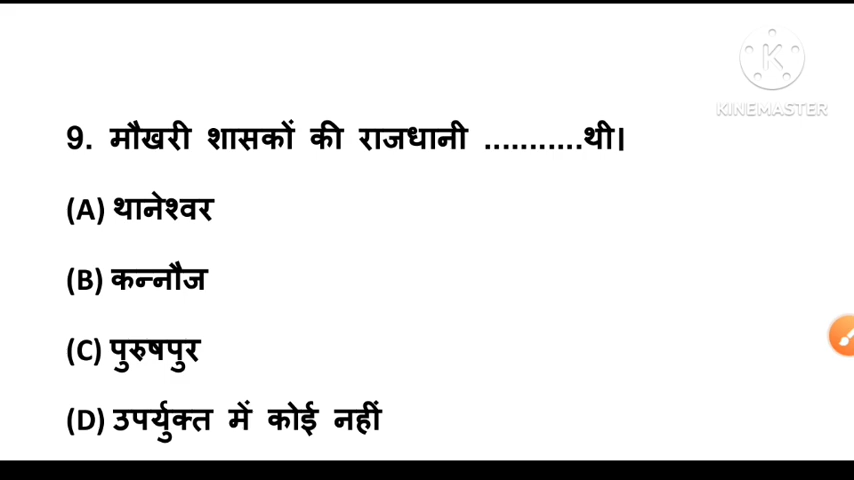 KINEMASTER
9. मौखरी शासकों की राजधानी ...........थी।
(A) थानेश्वर
(B) कन्नौज
(C) पुरुषपुर
(D) उपर्युक्त में कोई नहीं